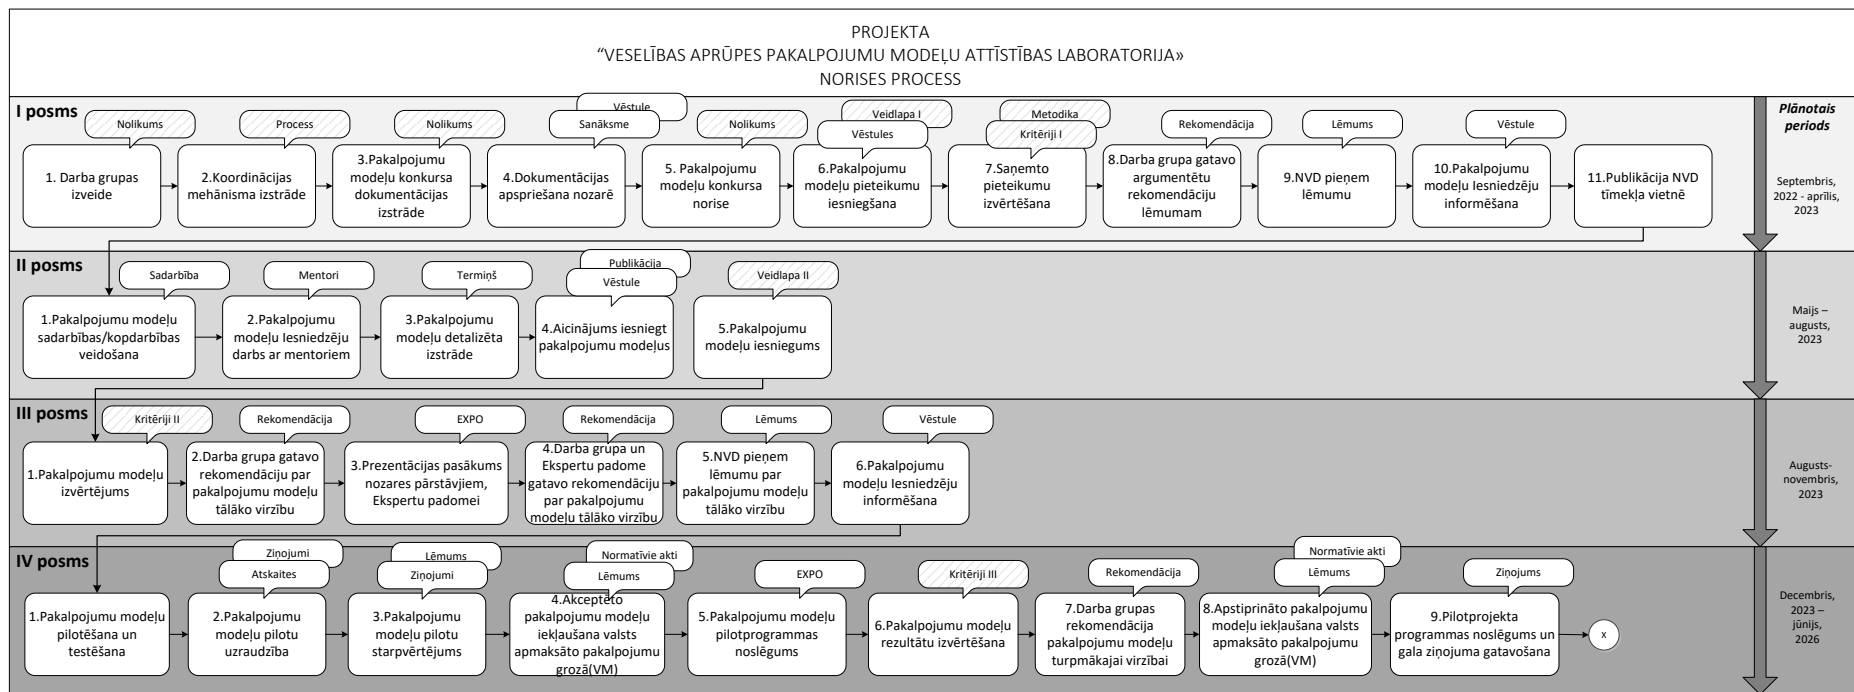 PROJEKTA
“VESELĪBAS APRŪPES PAKALPOJUMU MODEĻU ATTĪSTĪBAS LABORATORIJA»
NORISES PROCESS
I posms
Plānotais
periods
Nolikums
1. Darba grupas
izveide
Process
2.Koordinācijas
mehānisma izstrāde
Nolikums
3.Pakalpojumu
modeļu konkursa
dokumentācijas
izstrāde
Vēstule
Sanāksme
4.Dokumentācijas
apspriešana nozarē
Nolikums
5. Pakalpojumu
modeļu konkursa
norise
Veidlapa I
Vēstules
6.Pakalpojumu
modeļu pieteikumu
iesniegšana
Metodika
Kritēriji I
7.Saņemto
pieteikumu
izvērtēšana
Rekomendācija
8.Darba grupa gatavo
argumentētu
rekomendāciju
lēmumam
Lēmums
9.NVD pieņem
lēmumu
Vēstule
10.Pakalpojumu
modeļu Iesniedzēju
informēšana
11.Publikācija NVD
tīmekļa vietnē
Septembris,
2022 - aprīlis,
2023
II posms
Sadarbība
1.Pakalpojumu modeļu
sadarbības/kopdarbības
veidošana
Mentori
2.Pakalpojumu
modeļu Iesniedzēju
darbs ar mentoriem
Termiņš
3.Pakalpojumu
modeļu detalizēta
izstrāde
Publikācija
Vēstule
4.Aicinājums iesniegt
pakalpojumu modeļus
Veidlapa II
5.Pakalpojumu
modeļu iesniegums
Maijs –
augusts,
2023
III posms
Kritēriji II
1.Pakalpojumu modeļu
izvērtējums
Rekomendācija
2.Darba grupa gatavo
rekomendāciju par
pakalpojumu modeļu
tālāko virzību
EXPO
3.Prezentācijas pasākums
nozares pārstāvjiem,
Ekspertu padomei
Rekomendācija
4.Darba grupa un
Ekspertu padome
gatavo rekomendāciju
par pakalpojumu
modeļu tālāko virzību
Lēmums
5.NVD pieņem
lēmumu par
pakalpojumu modeļu
tālāko virzību
Vēstule
6.Pakalpojumu
modeļu Iesniedzēju
informēšana
Augusts-
novembris,
2023
IV posms
1.Pakalpojumu modeļu
pilotēšana un
testēšana
Ziņojumi
Atskaites
2.Pakalpojumu
modeļu pilotu
uzraudzība
Lēmums
Ziņojumi
3.Pakalpojumu
modeļu pilotu
starpvērtējums
Normatīvie akti
Lēmums
4.Akceptēto
pakalpojumu modeļu
iekļaušana valsts
apmaksāto pakalpojumu
grozā(VM)
EXPO
5.Pakalpojumu modeļu
pilotprogrammas
noslēgums
Kritēriji III
6.Pakalpojumu modeļu
rezultātu izvērtēšana
Rekomendācija
7.Darba grupas
rekomendācija
pakalpojumu modeļu
turpmākajai virzībai
Normatīvie akti
Lēmums
8.Apstiprināto pakalpojumu
modeļu iekļaušana valsts
apmaksāto pakalpojumu
grozā(VM)
Ziņojums
9.Pilotprojekta
programmas noslēgums un
gala ziņojuma gatavošana
x
Decembris,
2023 –
jūnijs,
2026